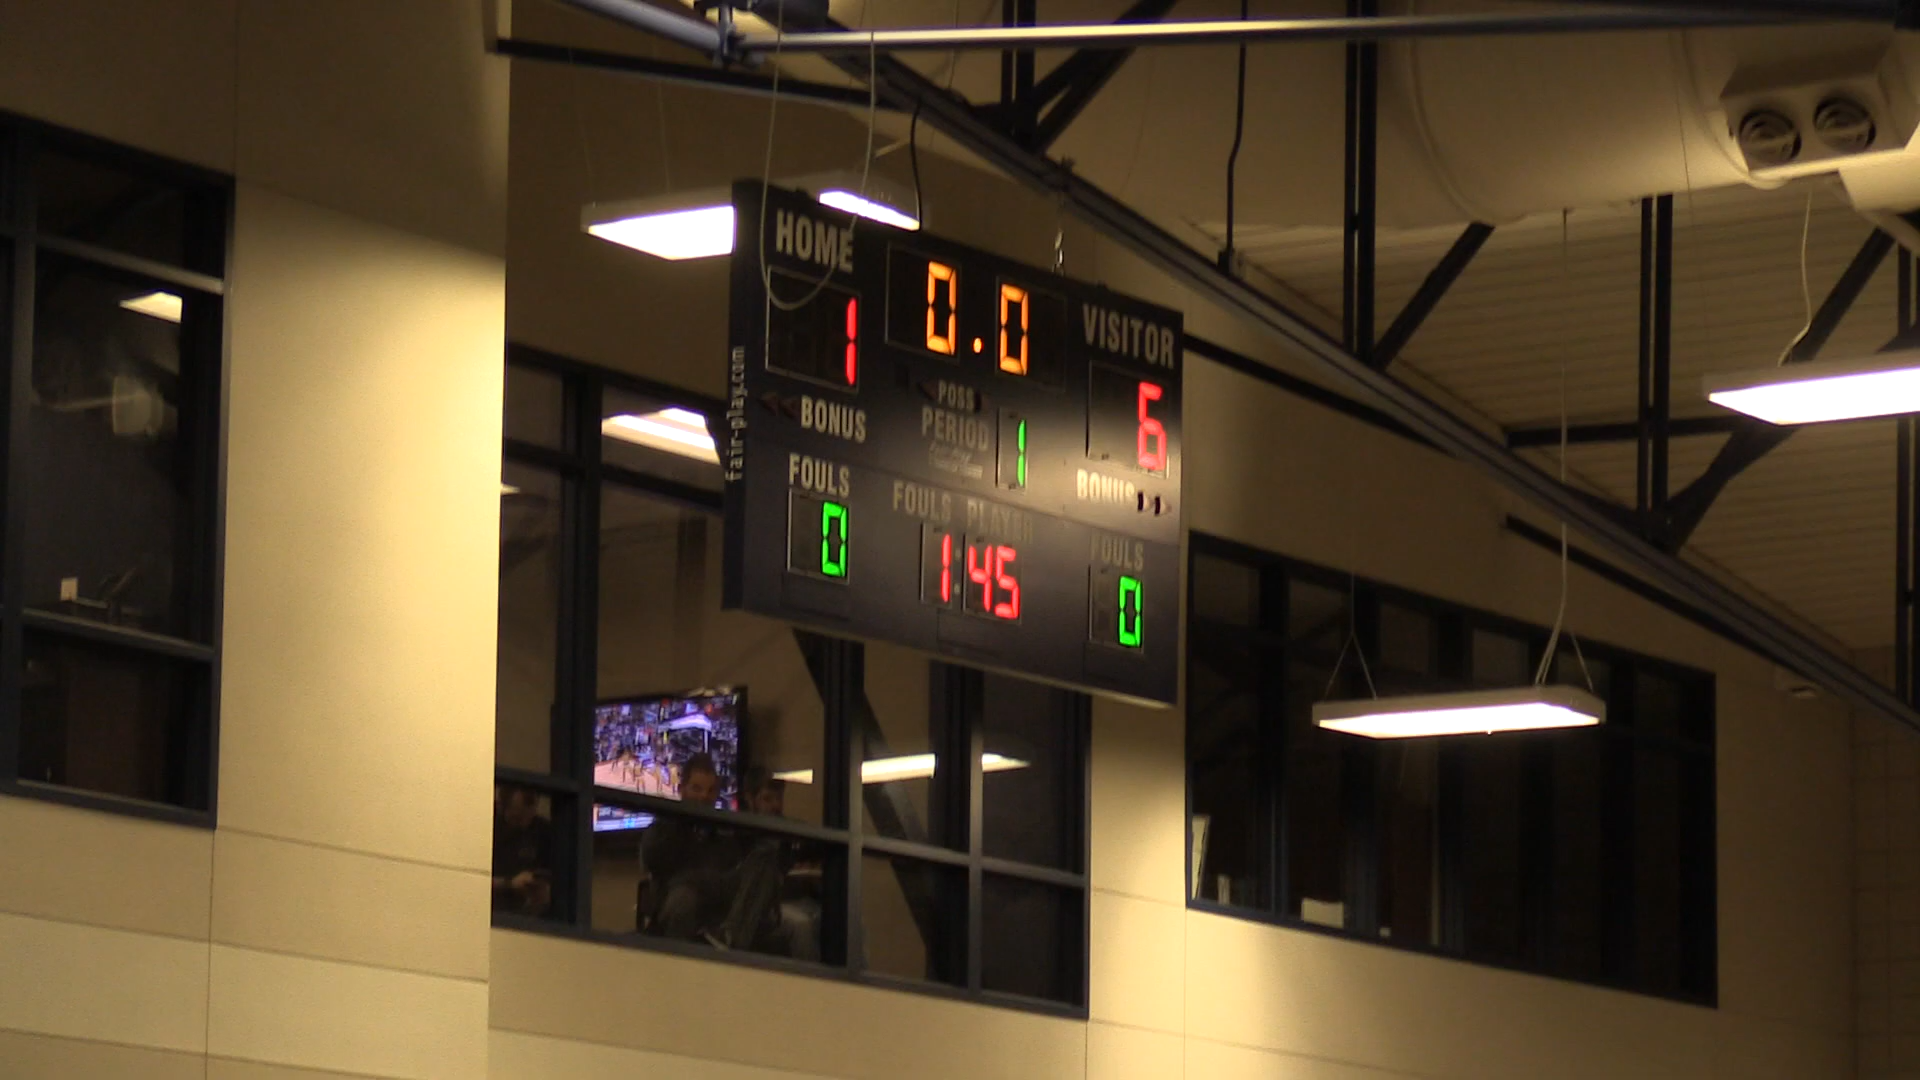 HOME
0.0
VISITOR
1
6
POSS
BONUS
PERIOD
1
BONUS
FOULS
FOULS PLAYER
FOULS
0
1:45
0
fair-play.com